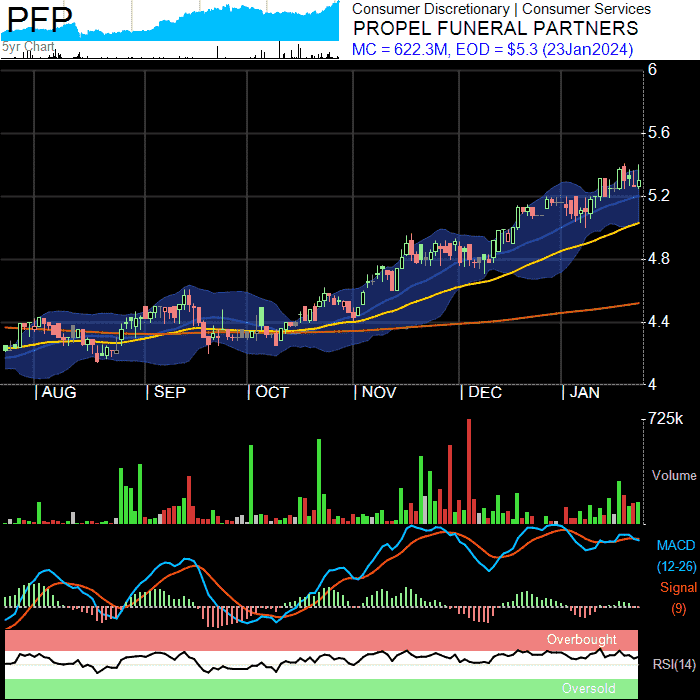 PFP
5yr Chart
Consumer Discretionary | Consumer Services
PROPEL FUNERAL PARTNERS
MC = 622.3M, EOD = $5.3 (23Jan2024)
6
5.6
5.2
4.8
4.4
4
| AUG | SEP | OCT | NOV | DEC | JAN
725k
Volume
MACD
(12-26)
Signal
(9)
Overbought
RSI(14)
Oversold